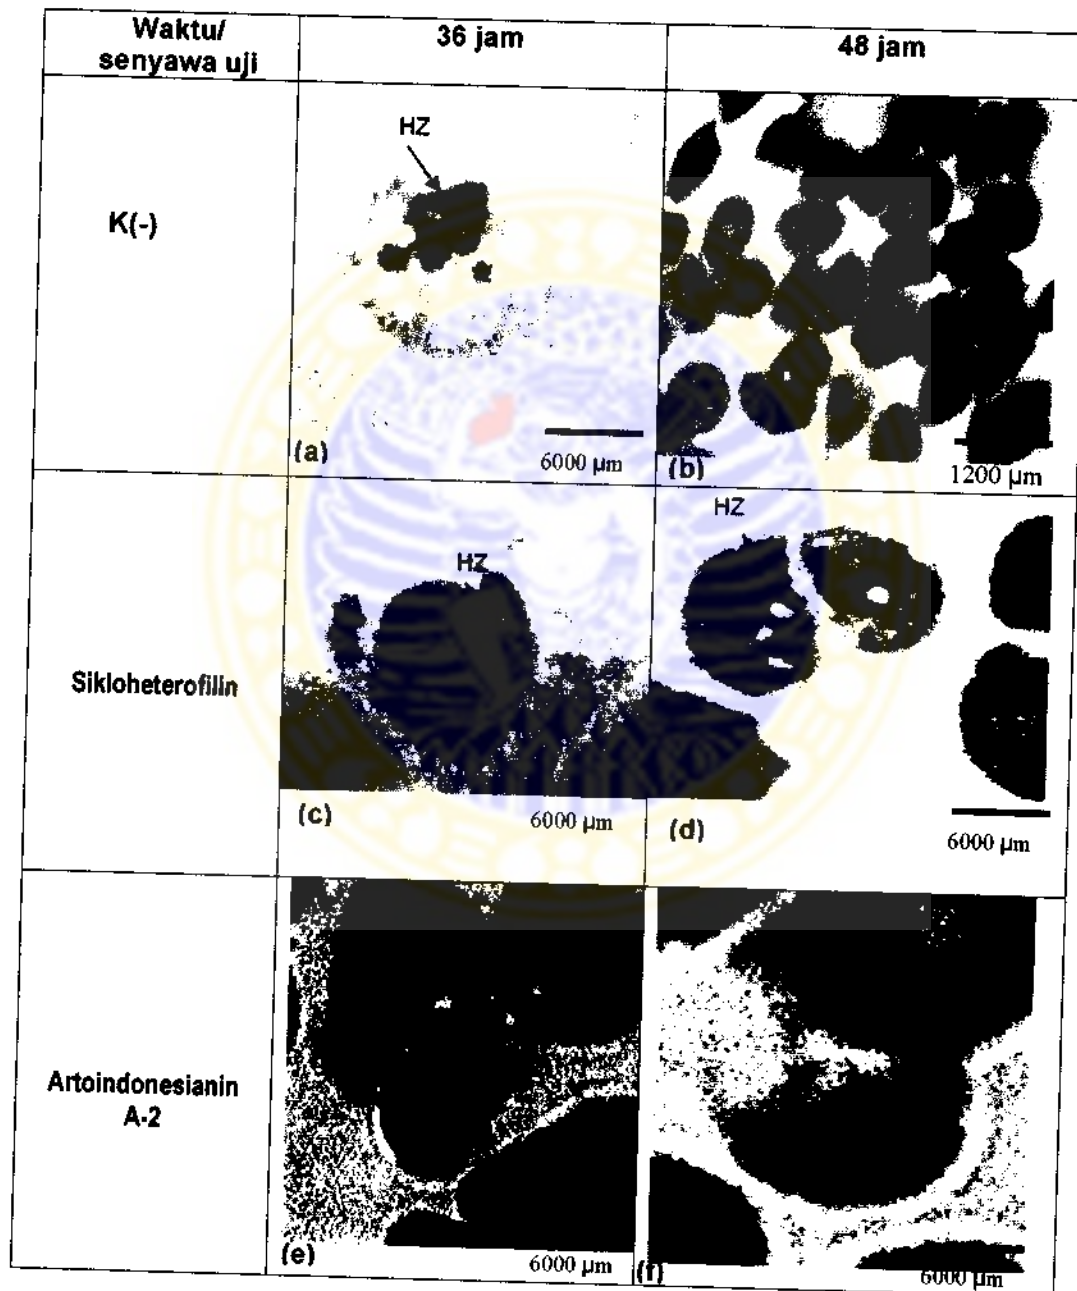 Waktu/
senyawa uji
36 jam
48 jam
K(-)
HZ
(a)
6000 µm
(b)
1200 µm
Sikloheterofilin
HZ
(c)
6000 µm
HZ
(d)
6000 µm
Artoindonesianin
A-2
(e)
6000 µm
(f)
6000 µm